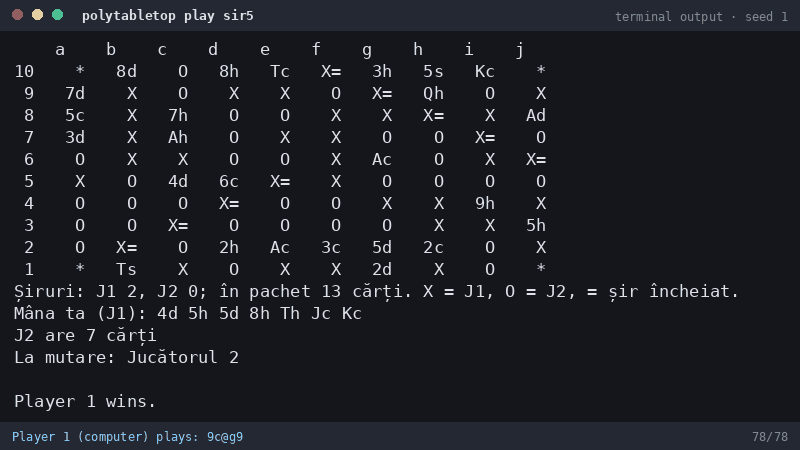 polytabletop play sir5
terminal output · seed 1
a b c d e f g h i j
10 * 8d O 8h Tc X= 3h 5s Kc *
9 7d X O X X O X= Qh O X
8 5c X 7h O O X X X= X Ad
7 3d X Ah O X X O O X= O
6 O X X O O X Ac O X X=
5 X O 4d 6c X= X O O O O
4 O O O X= O O X X 9h X
3 O O X= O O O O X X 5h
2 O X= O 2h Ac 3c 5d 2c O X
1 * Ts X O X X 2d X O *
Șiruri: J1 2, J2 0; în pachet 13 cărți. X = J1, O = J2, = șir încheiat.
Mâna ta (J1): 4d 5h 5d 8h Th Jc Kc
J2 are 7 cărți
La mutare: Jucătorul 2
Player 1 wins.
Player 1 (computer) plays: 9c@g9
78/78